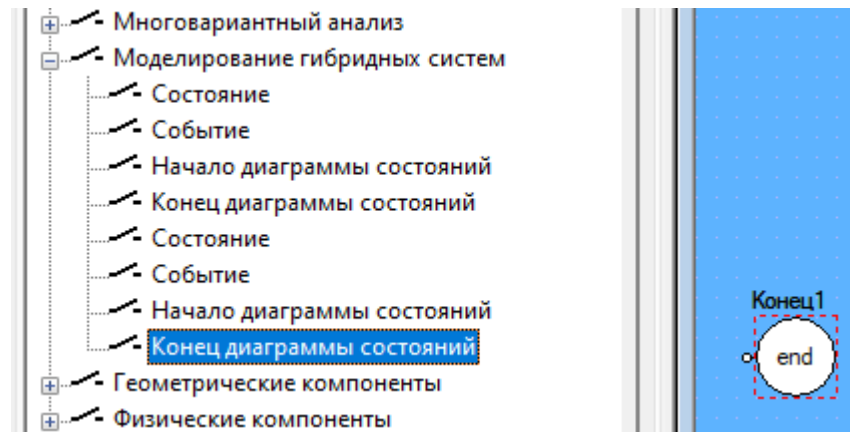 Многовариантный анализ
Моделирование гибридных систем
Состояние
Событие
Начало диаграммы состояний
Конец диаграммы состояний
Состояние
Событие
Начало диаграммы состояний
Конец диаграммы состояний
Геометрические компоненты
Физические компоненты
Конец1
end